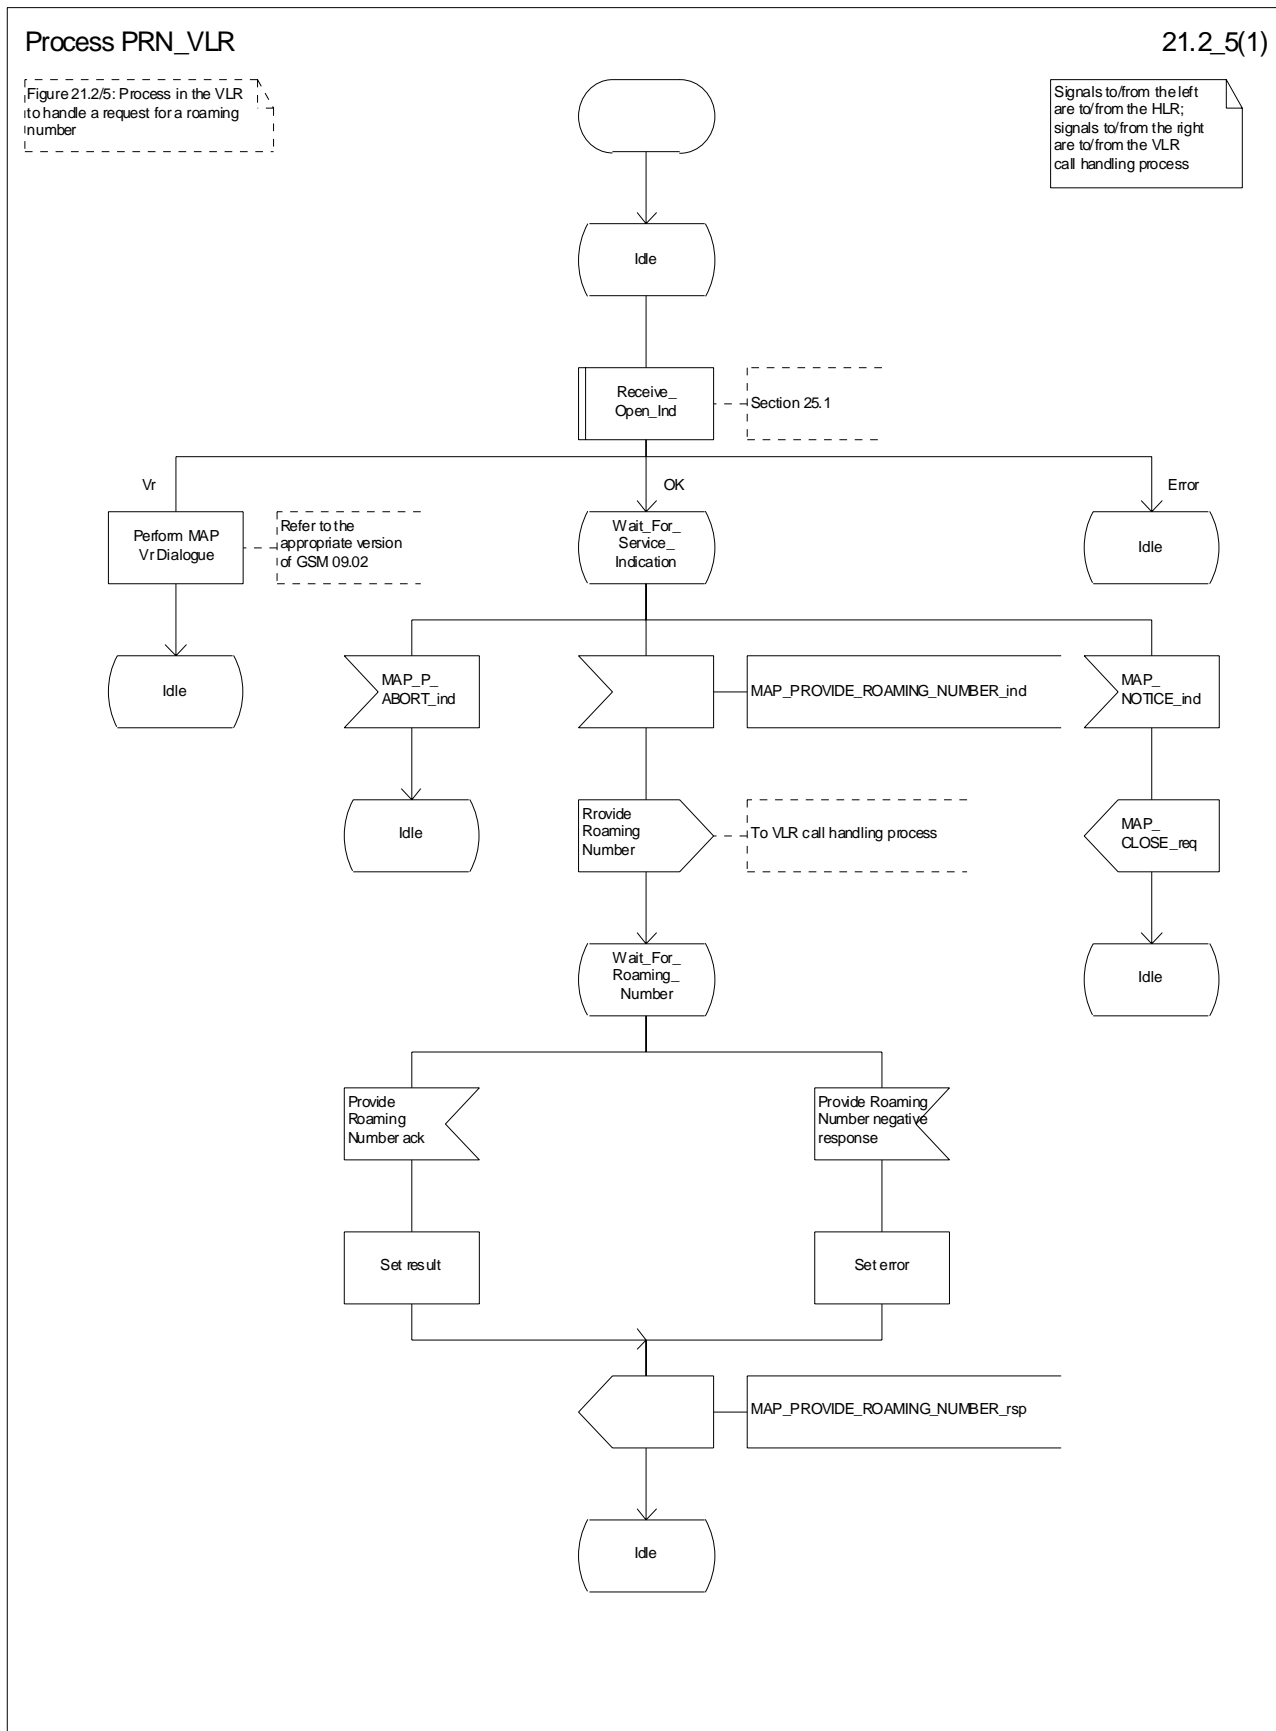 Process PRN_VLR
21.2_5(1)
Figure 21.2/5: Process in the VLR
to handle a request for a roaming
number
Signals to/from the left
are to/from the HLR;
signals to/from the right
are to/from the VLR
call handling process
Idle
Receive_
Open_Ind
Section 25.1
Vr
OK
Error
Perform MAP
Vr Dialogue
Refer to the
appropriate version
of GSM 09.02
Wait_For_
Service_
Indication
Idle
Idle
MAP_P_
ABORT_ind
MAP_PROVIDE_ROAMING_NUMBER_ind
MAP_
NOTICE_ind
Idle
Rrovide
Roaming
Number
To VLR call handling process
MAP_
CLOSE_req
Wait_For_
Roaming_
Number
Idle
Provide
Roaming
Number ack
Provide Roaming
Number negative
response
Set result
Set error
MAP_PROVIDE_ROAMING_NUMBER_rsp
Idle